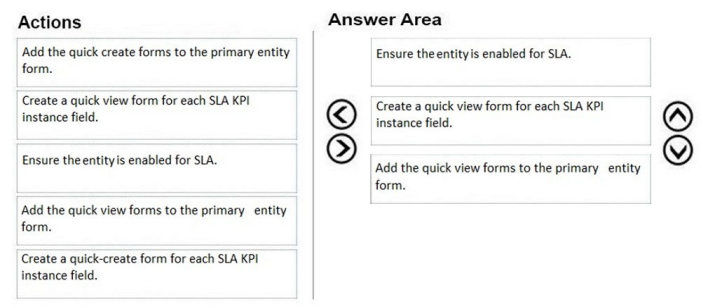 Actions
Add the quick create forms to the primary entity
form.
Create a quick view form for each SLA KPI
instance field.
Ensure the entity is enabled for SLA.
Add the quick view forms to the primary entity
form.
Create a quick-create form for each SLA KPI
instance field.
Answer Area
Ensure the entity is enabled for SLA.
Create a quick view form for each SLA KPI
instance field.
Add the quick view forms to the primary entity
form.